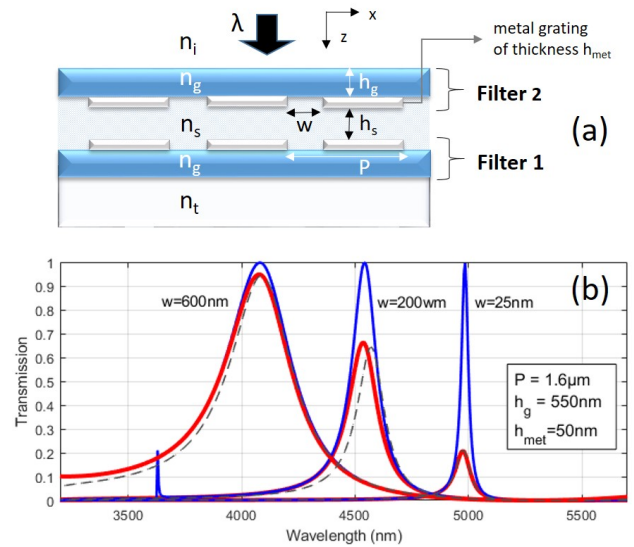 λ
x
z
n_i
metal grating
of thickness h_met
n_g
h_g
Filter 2
n_s
w
h_s
(a)
n_g
P
Filter 1
n_t
(b)
w=600nm
w=200wm
w=25nm
P = 1.6μm
h_g = 550nm
h_met=50nm
Transmission
1
0.9
0.8
0.7
0.6
0.5
0.4
0.3
0.2
0.1
0
3500 4000 4500 5000 5500
Wavelength (nm)